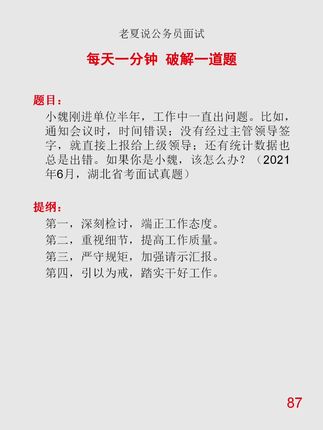 老夏说公务员面试
每天一分钟 破解一道题
题目：
小魏刚进单位半年，工作中一直出问题。比如，
通知会议时，时间错误；没有经过主管领导签
字，就直接上报给上级领导；还有统计数据也
总是出错。如果你是小魏，该怎么办？（2021
年6月，湖北省考面试真题）
提纲：
第一，深刻检讨，端正工作态度。
第二，重视细节，提高工作质量。
第三，严守规矩，加强请示汇报。
第四，引以为戒，踏实干好工作。
87